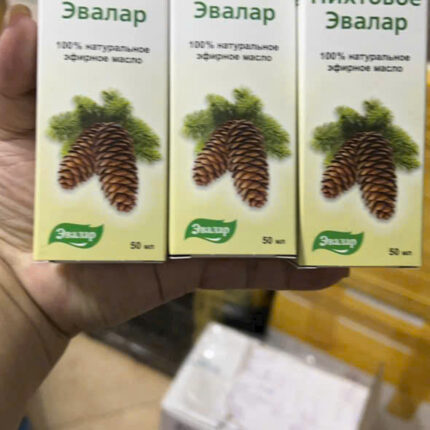 Эвалар
100% натуральное
эфирное масло
Эвалар
50 мл
Эвалар
100% натуральное
эфирное масло
Эвалар
50 мл
Пихтовое
Эвалар
100% натуральное
эфирное масло
Эвалар
50 мл